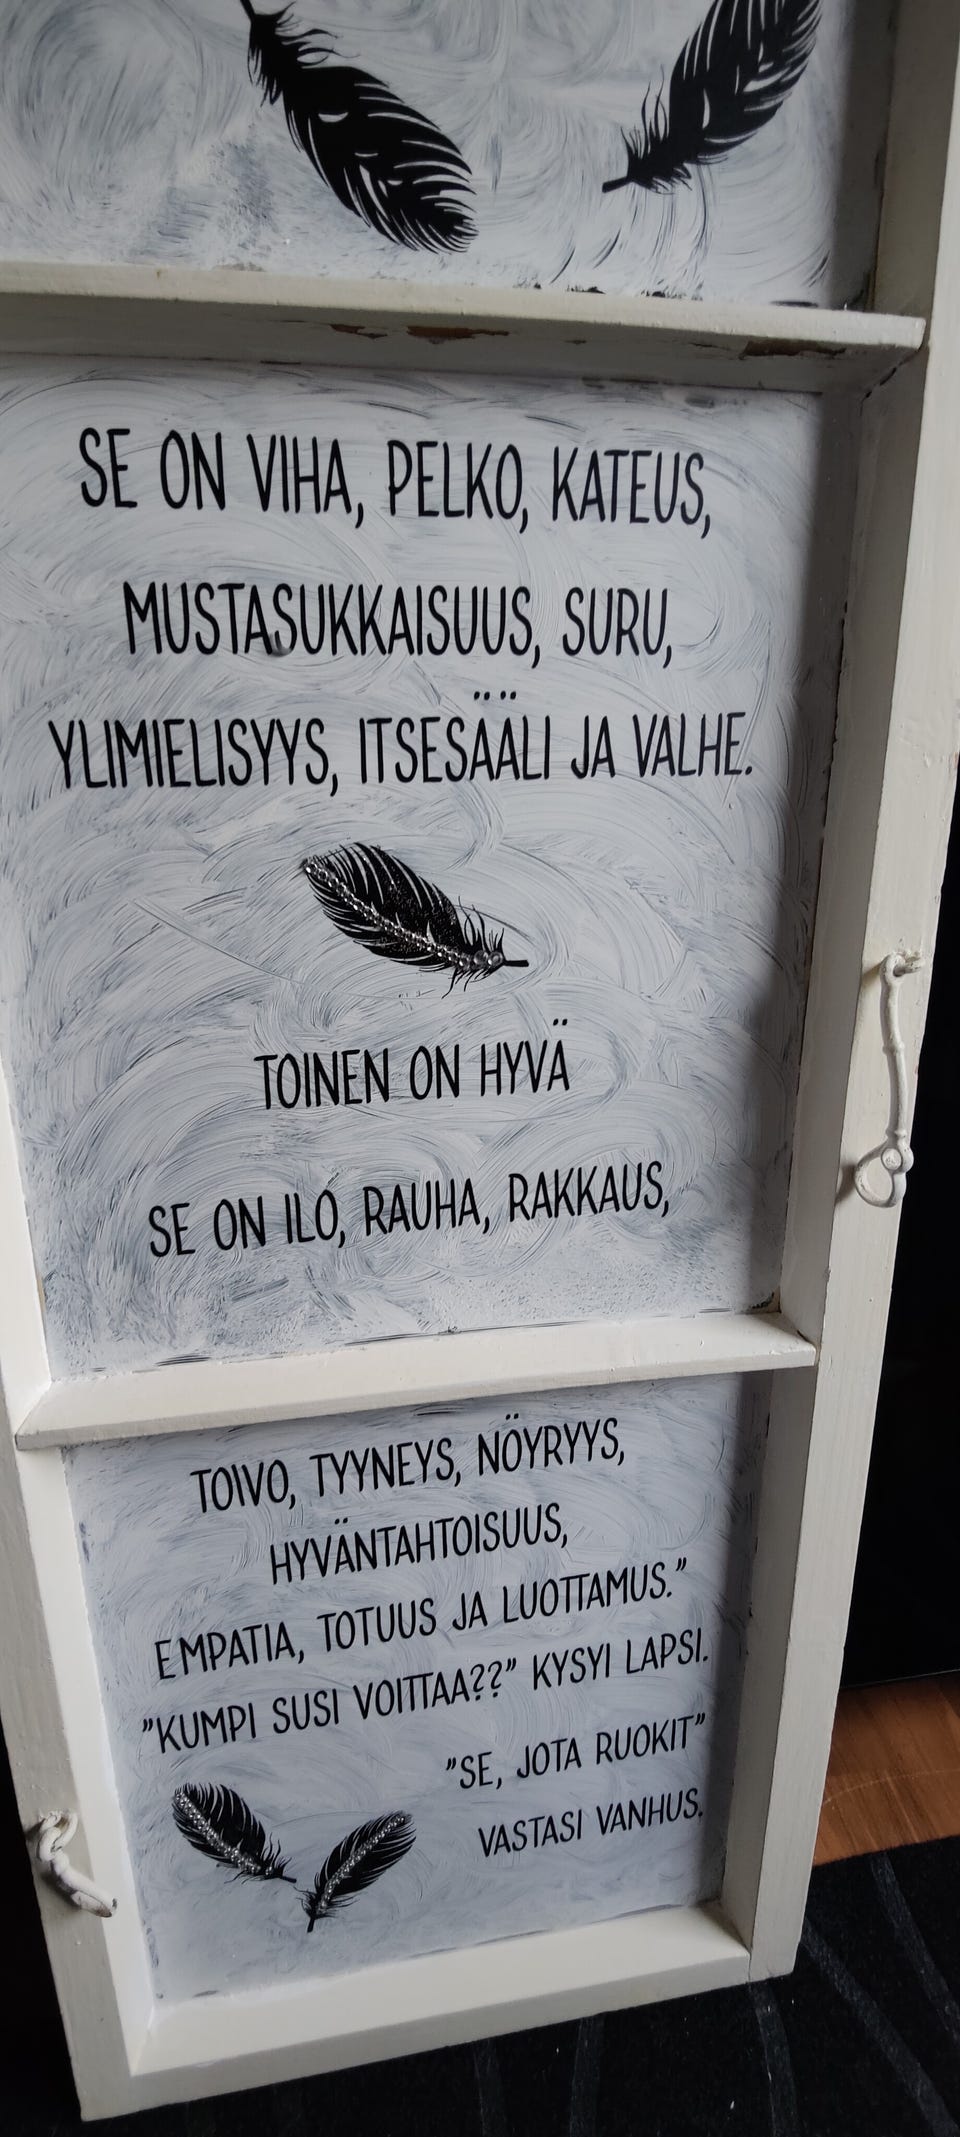 SE ON VIHA, PELKO, KATEUS,
MUSTASUKKAISUUS, SURU,
YLIMIELISYYS, ITSESÄÄLI JA VALHE.
TOINEN ON HYVÄ
SE ON ILO, RAUHA, RAKKAUS,
TOIVO, TYYNEYS, NÖYRYYS,
HYVÄNTAHTOISUUS,
EMPATIA, TOTUUS JA LUOTTAMUS.”
”KUMPI SUSI VOITTAA??” KYSYI LAPSI.
”SE, JOTA RUOKIT”
VASTASI VANHUS.